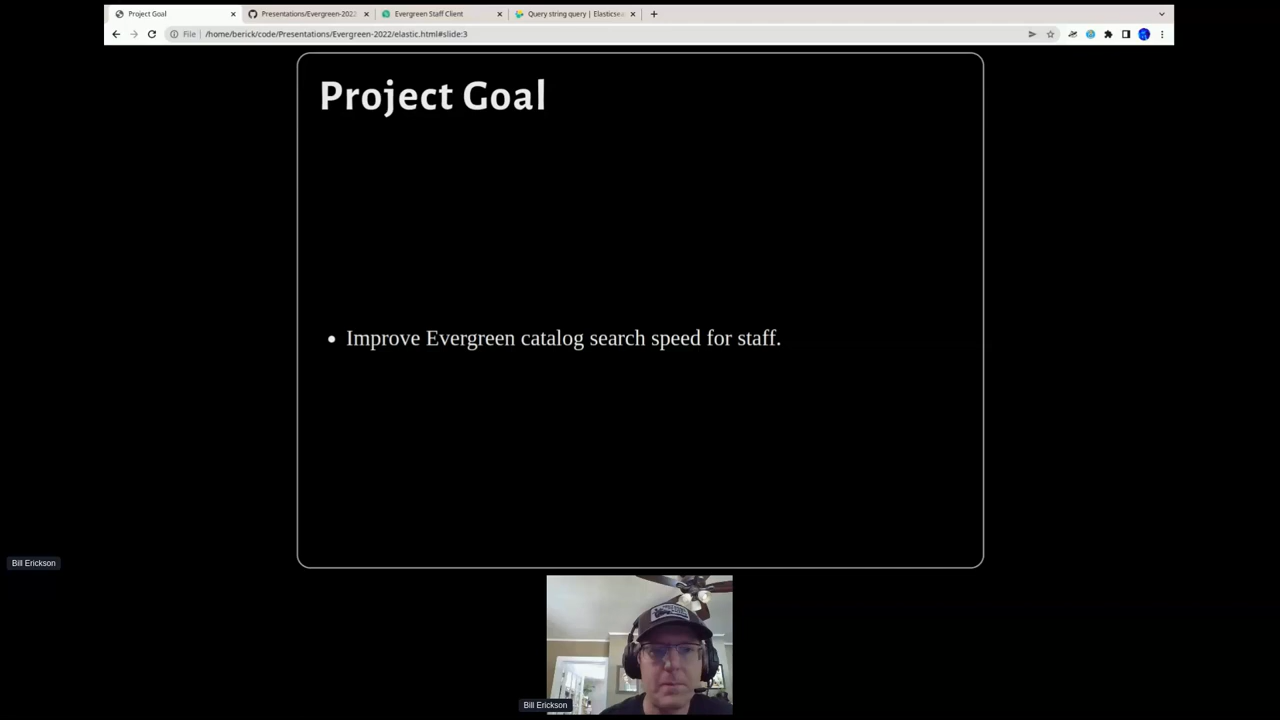 Project Goal
Presentations/Evergreen-2022
Evergreen Staff Client
Query string query | Elasticsea
File
/home/berick/code/Presentations/Evergreen-2022/elastic.html#slide:3
Project Goal
Improve Evergreen catalog search speed for staff.
Bill Erickson
Bill Erickson